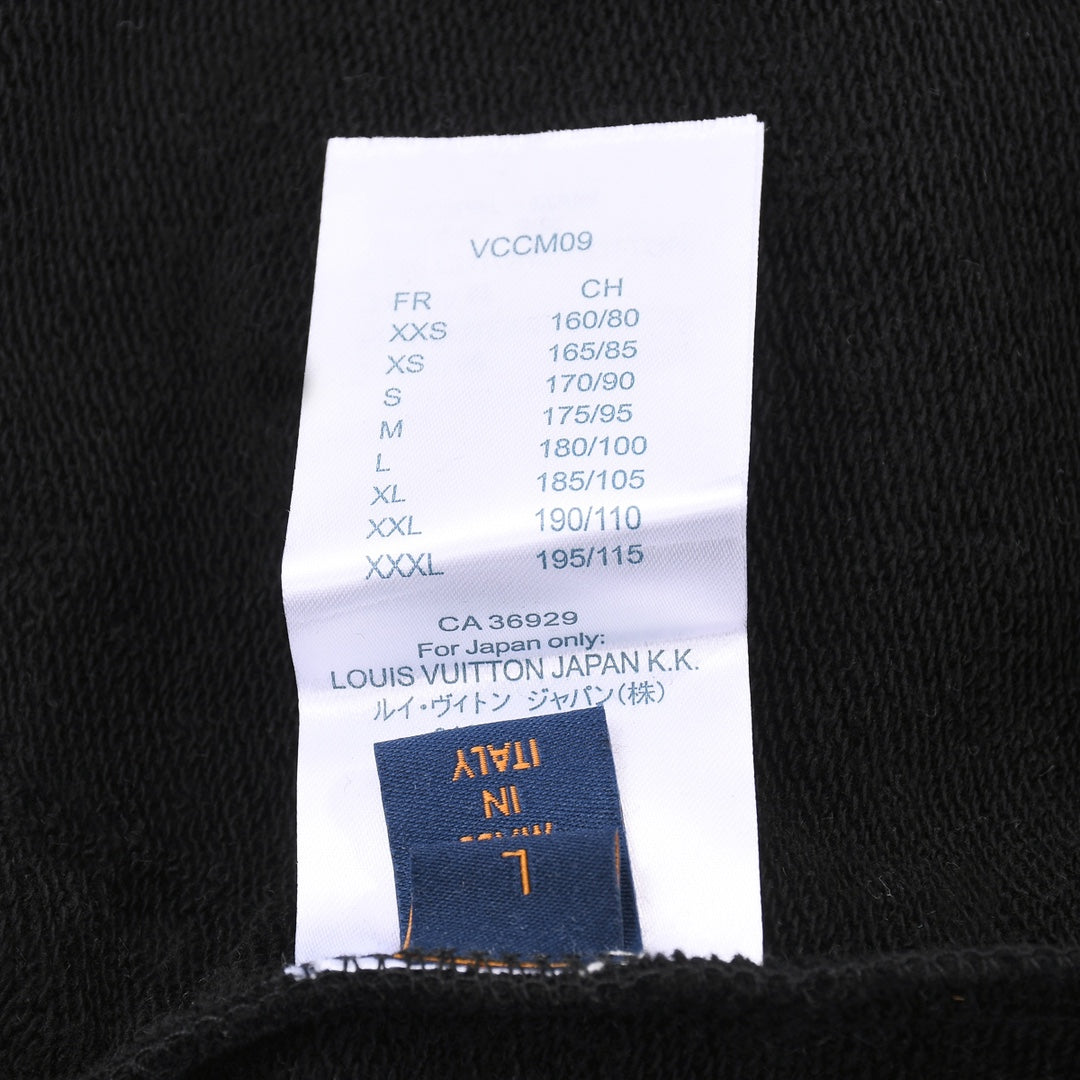 VCCM09
FR CH
XXS 160/80
XS 165/85
S 170/90
M 175/95
L 180/100
XL 185/105
XXL 190/110
XXXL 195/115
CA 36929
For Japan only:
LOUIS VUITTON JAPAN K.K.
ルイ・ヴィトン ジャパン(株)
ITALY
IN
L